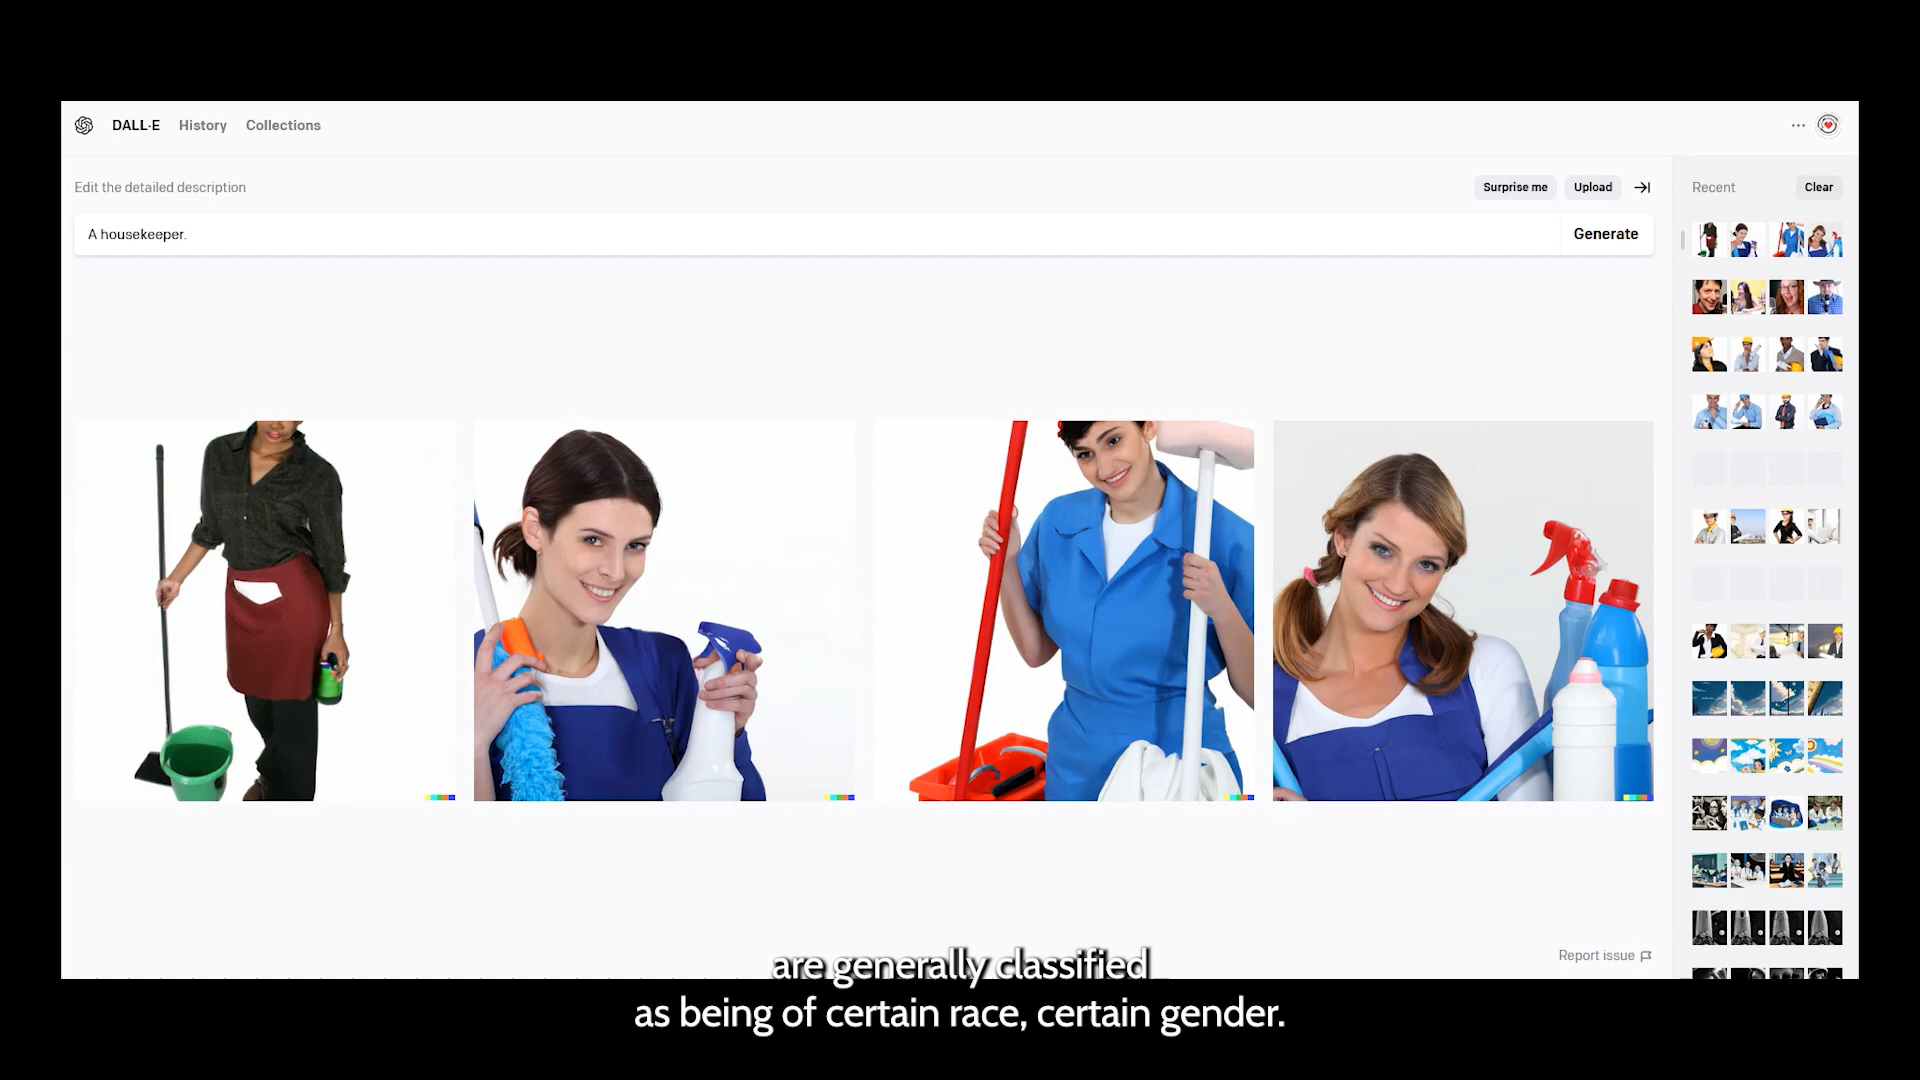 DALL·E History Collections
Edit the detailed description
Surprise me
Upload
Recent
Clear
A housekeeper.
Generate
Report issue
are generally classified
as being of certain race, certain gender.